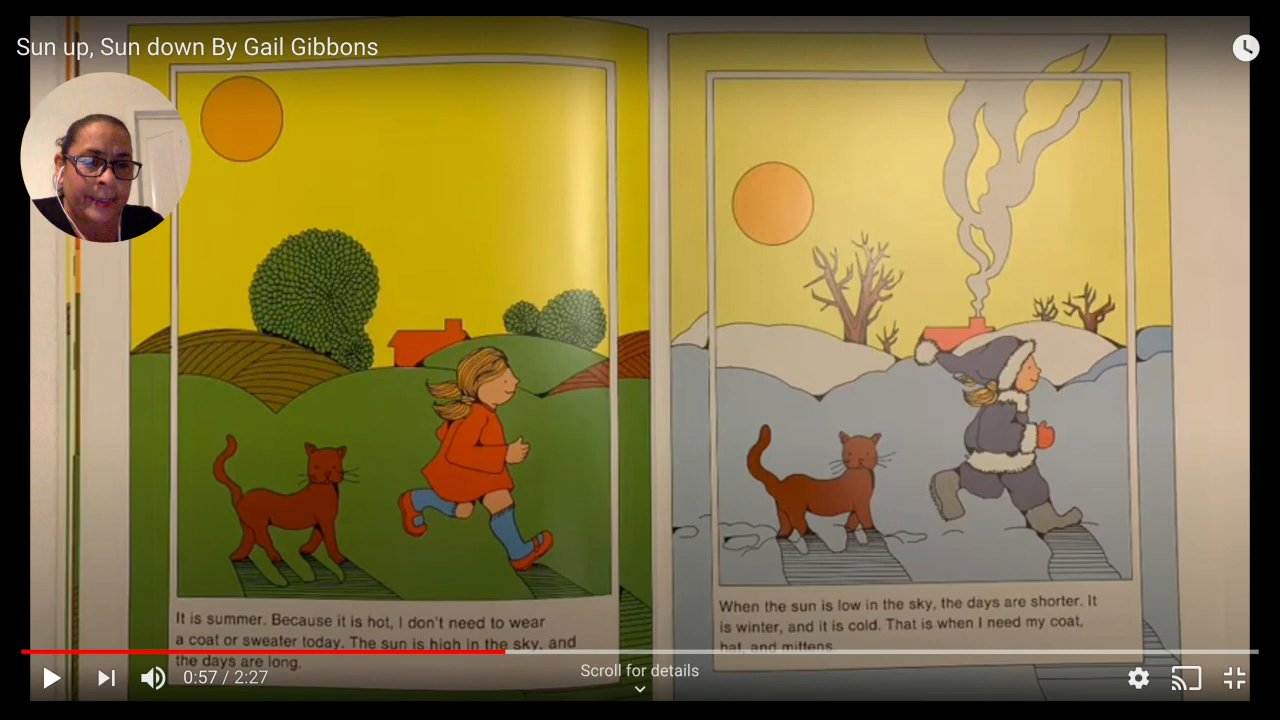 Sun up, Sun down By Gail Gibbons
It is summer. Because it is hot, I don't need to wear
a coat or sweater today. The sun is high in the sky, and
the days are long.
When the sun is low in the sky, the days are shorter. It
is winter, and it is cold. That is when I need my coat,
hat, and mittens.
0:57 / 2:27
Scroll for details